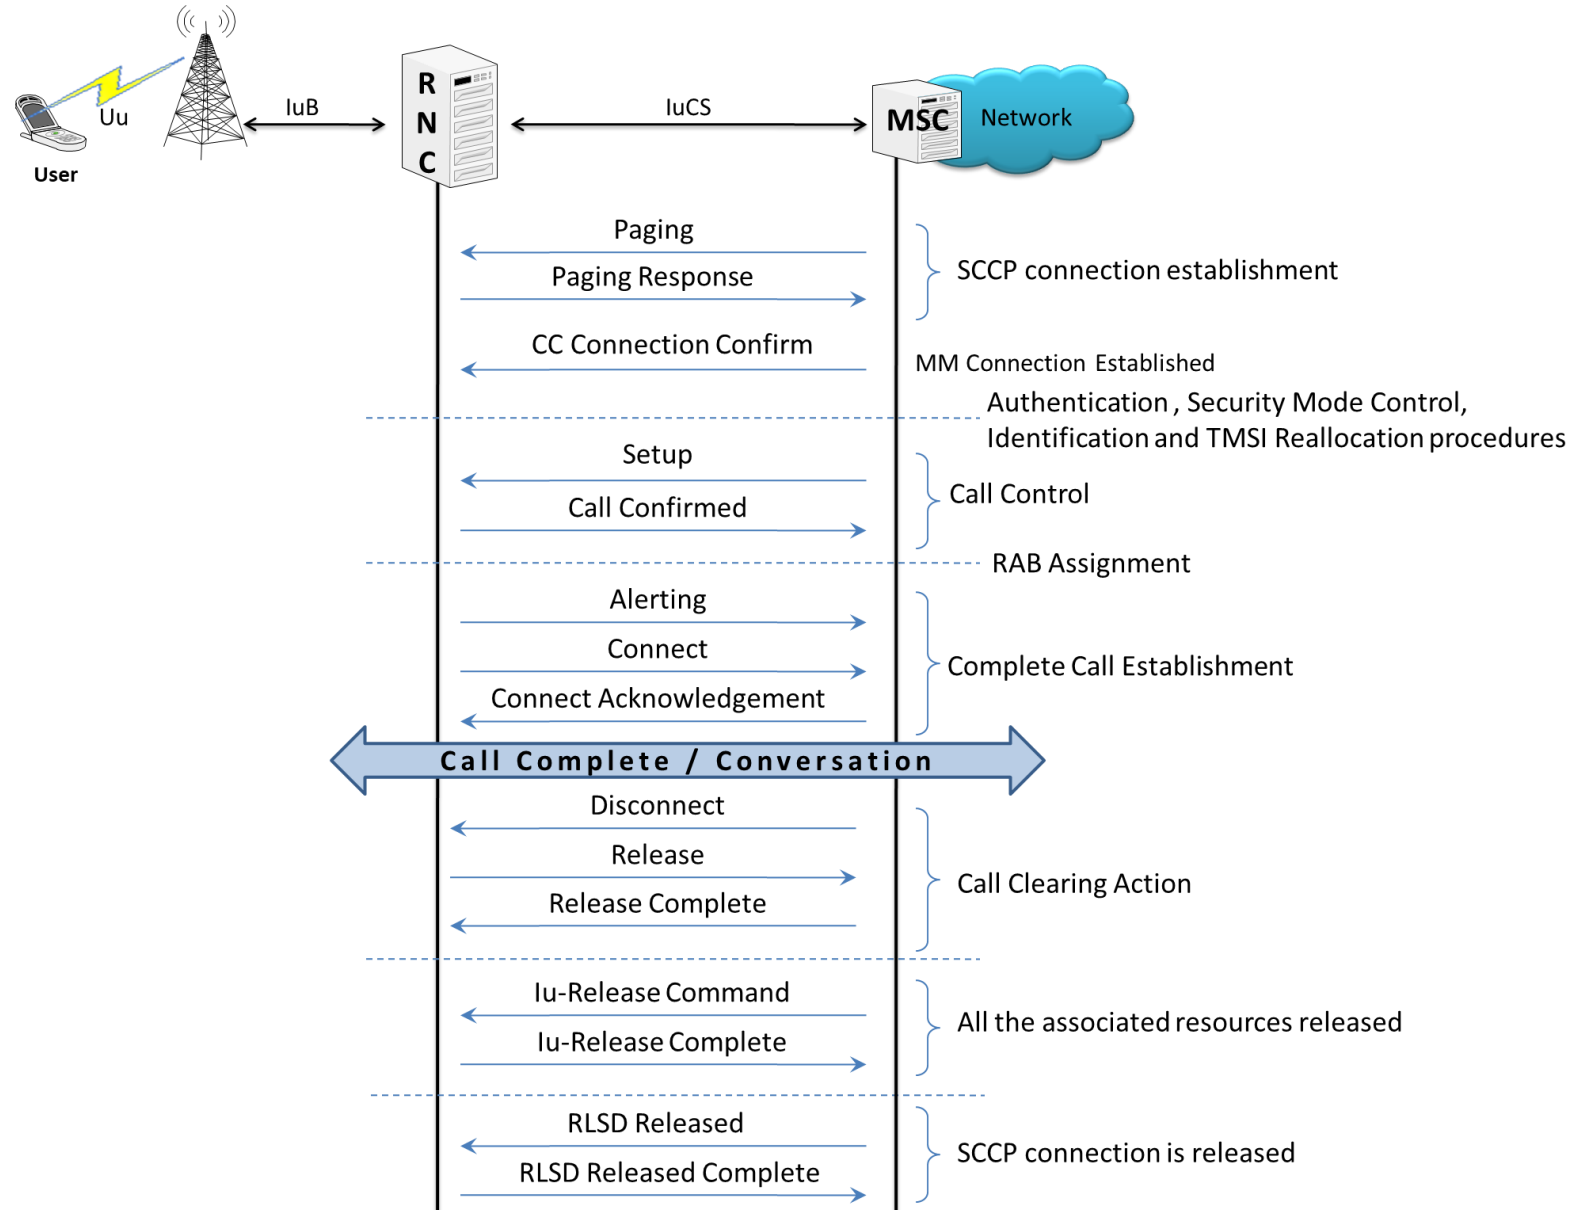 Uu
IuB
R
N
C
IuCS
MSC
Network
User
Paging
Paging Response
SCCP connection establishment
CC Connection Confirm
MM Connection Established
Authentication , Security Mode Control,
Identification and TMSI Reallocation procedures
Setup
Call Confirmed
Call Control
RAB Assignment
Alerting
Connect
Connect Acknowledgement
Complete Call Establishment
Call Complete / Conversation
Disconnect
Release
Release Complete
Call Clearing Action
Iu-Release Command
Iu-Release Complete
All the associated resources released
RLSD Released
RLSD Released Complete
SCCP connection is released